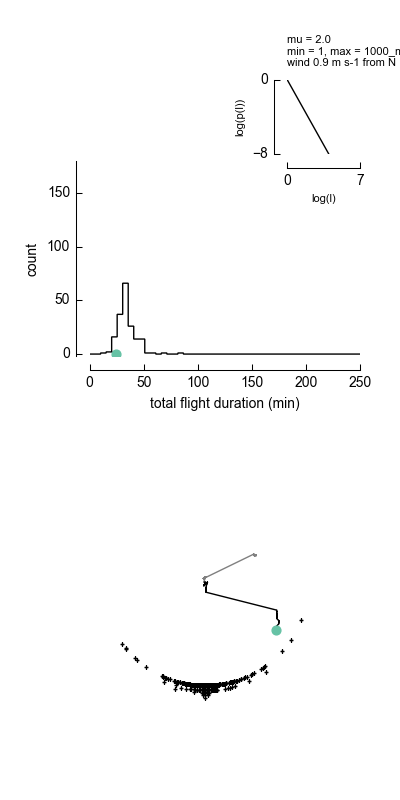 mu = 2.0
min = 1, max = 1000_m
wind 0.9 m s-1 from N
0
log(p(l))
−8
0 7
log(l)
150
100
count
50
0
0 50 100 150 200 250
total flight duration (min)